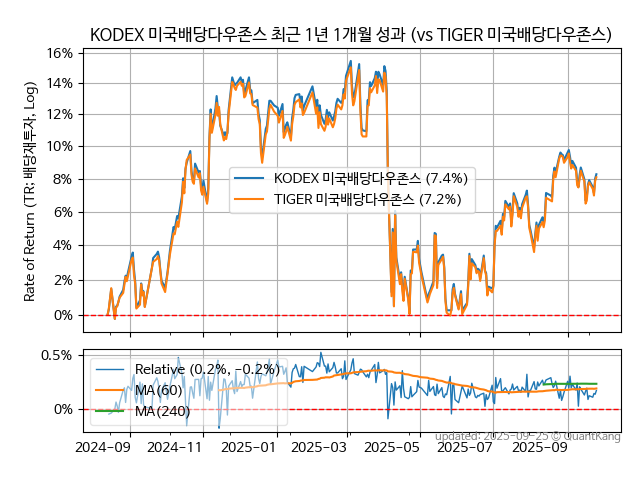 KODEX 미국배당다우존스 최근 1년 1개월 성과 (vs TIGER 미국배당다우존스)
Rate of Return (TR: 배당재투자, Log)
16%
14%
12%
10%
8%
6%
4%
2%
0%
KODEX 미국배당다우존스 (7.4%)
TIGER 미국배당다우존스 (7.2%)
0.5%
0%
Relative (0.2%, −0.2%)
MA(60)
MA(240)
2024-09 2024-11 2025-01 2025-03 2025-05 2025-07 2025-09
updated: 2025-09-25 © QuantKang